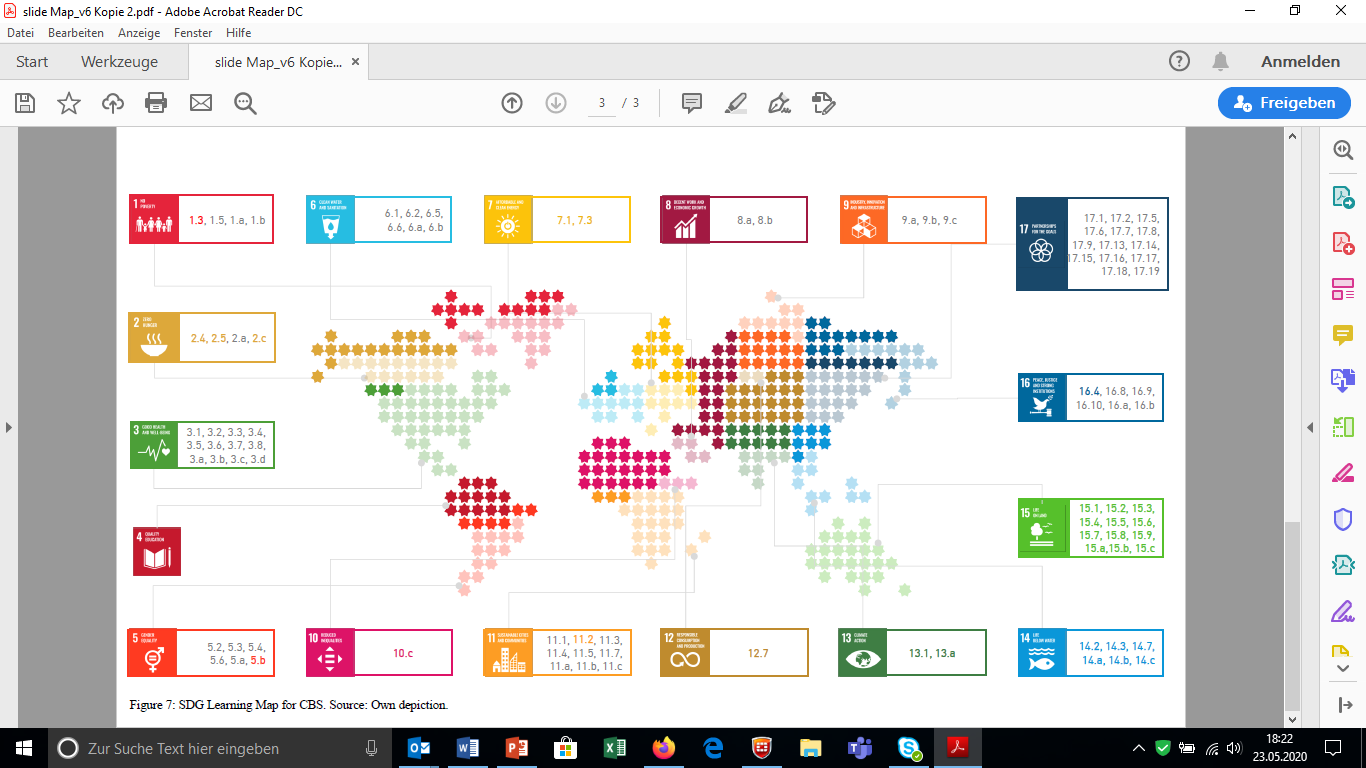 slide Map_v6 Kopie 2.pdf - Adobe Acrobat Reader DC
Datei Bearbeiten Anzeige Fenster Hilfe
Start Werkzeuge slide Map_v6 Kopie... × Anmelden
3 / 3 Freigeben
1 NO POVERTY
1.3, 1.5, 1.a, 1.b
6 CLEAN WATER AND SANITATION
6.1, 6.2, 6.5,
6.6, 6.a, 6.b
7 AFFORDABLE AND CLEAN ENERGY
7.1, 7.3
8 DECENT WORK AND ECONOMIC GROWTH
8.a, 8.b
9 INDUSTRY, INNOVATION AND INFRASTRUCTURE
9.a, 9.b, 9.c
17 PARTNERSHIPS FOR THE GOALS
17.1, 17.2, 17.5,
17.6, 17.7, 17.8,
17.9, 17.13, 17.14,
17.15, 17.16, 17.17,
17.18, 17.19
2 ZERO HUNGER
2.4, 2.5, 2.a, 2.c
16 PEACE, JUSTICE AND STRONG INSTITUTIONS
16.4, 16.8, 16.9,
16.10, 16.a, 16.b
3 GOOD HEALTH AND WELL-BEING
3.1, 3.2, 3.3, 3.4,
3.5, 3.6, 3.7, 3.8,
3.a, 3.b, 3.c, 3.d
15 LIFE ON LAND
15.1, 15.2, 15.3,
15.4, 15.5, 15.6,
15.7, 15.8, 15.9,
15.a,15.b, 15.c
4 QUALITY EDUCATION
5 GENDER EQUALITY
5.2, 5.3, 5.4,
5.6, 5.a, 5.b
10 REDUCED INEQUALITIES
10.c
11 SUSTAINABLE CITIES AND COMMUNITIES
11.1, 11.2, 11.3,
11.4, 11.5, 11.7,
11.a, 11.b, 11.c
12 RESPONSIBLE CONSUMPTION AND PRODUCTION
12.7
13 CLIMATE ACTION
13.1, 13.a
14 LIFE BELOW WATER
14.2, 14.3, 14.7,
14.a, 14.b, 14.c
Figure 7: SDG Learning Map for CBS. Source: Own depiction.
Zur Suche Text hier eingeben
18:22
23.05.2020